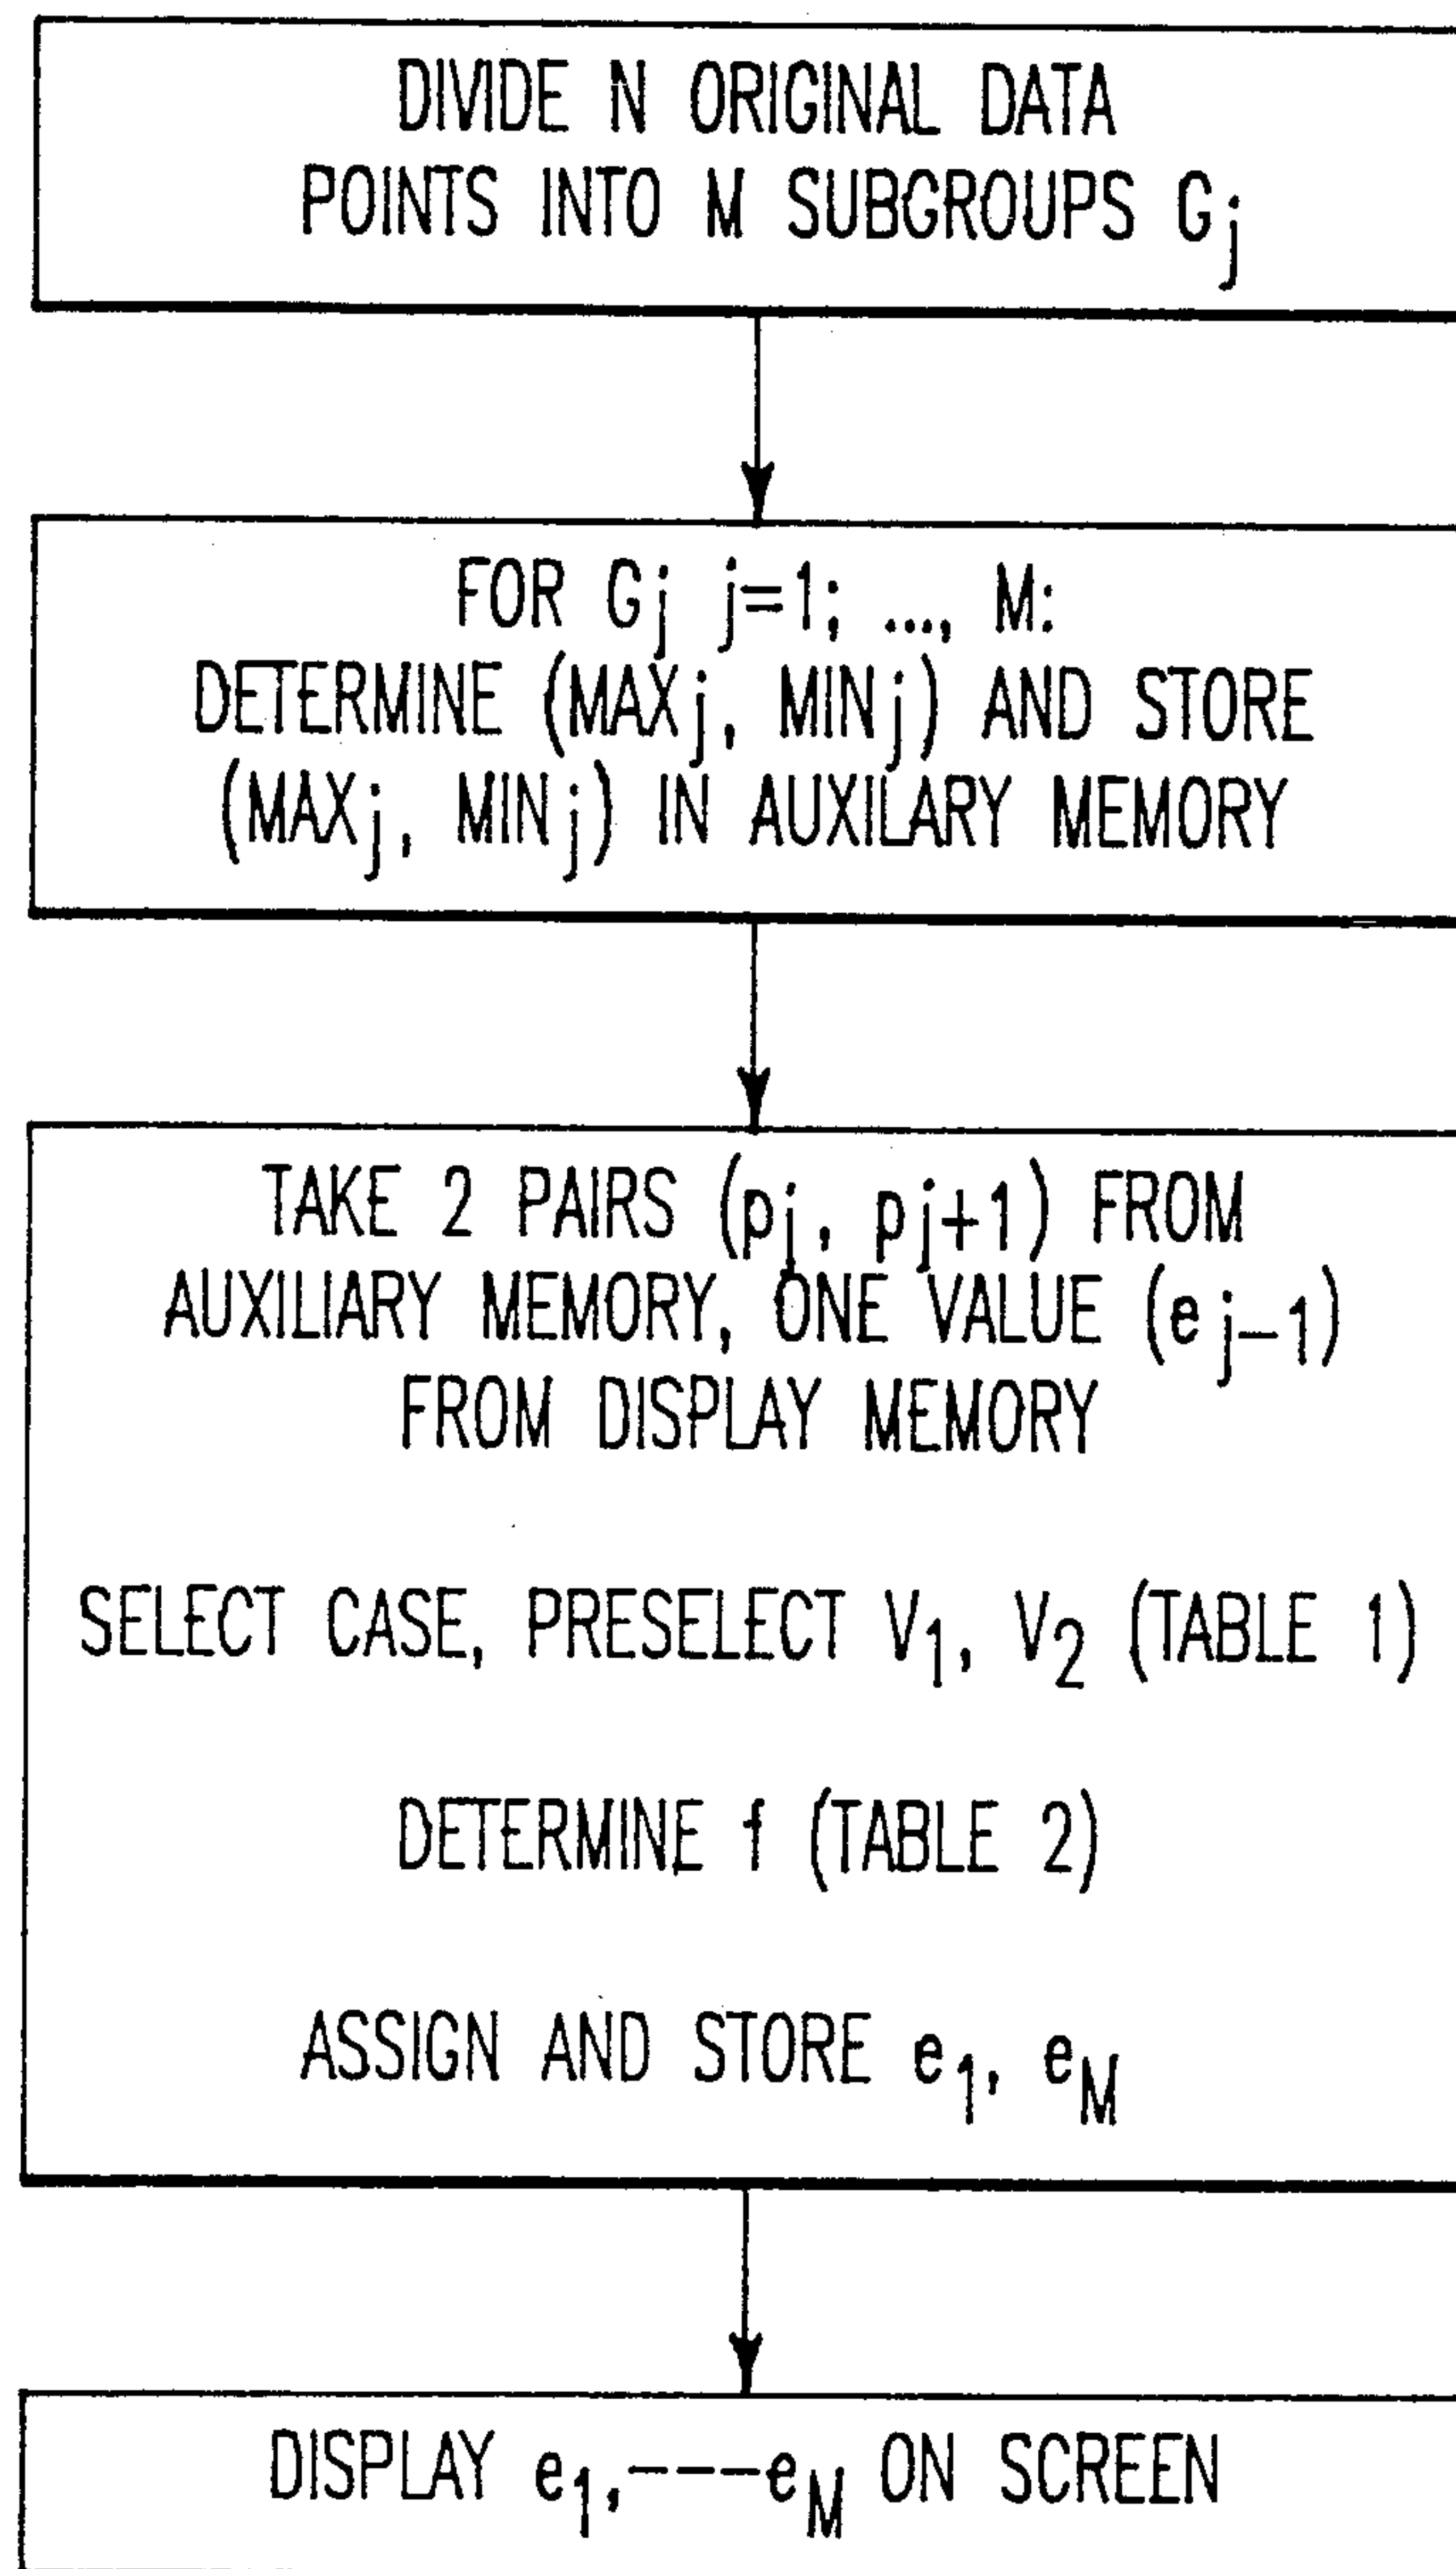 DIVIDE N ORIGINAL DATA
POINTS INTO M SUBGROUPS Gj
FOR Gj j=1; ..., M:
DETERMINE (MAXj, MINj) AND STORE
(MAXj, MINj) IN AUXILARY MEMORY
TAKE 2 PAIRS (pj, pj+1) FROM
AUXILIARY MEMORY, ONE VALUE (ej-1)
FROM DISPLAY MEMORY
SELECT CASE, PRESELECT V1, V2 (TABLE 1)
DETERMINE f (TABLE 2)
ASSIGN AND STORE e1, eM
DISPLAY e1,---eM ON SCREEN